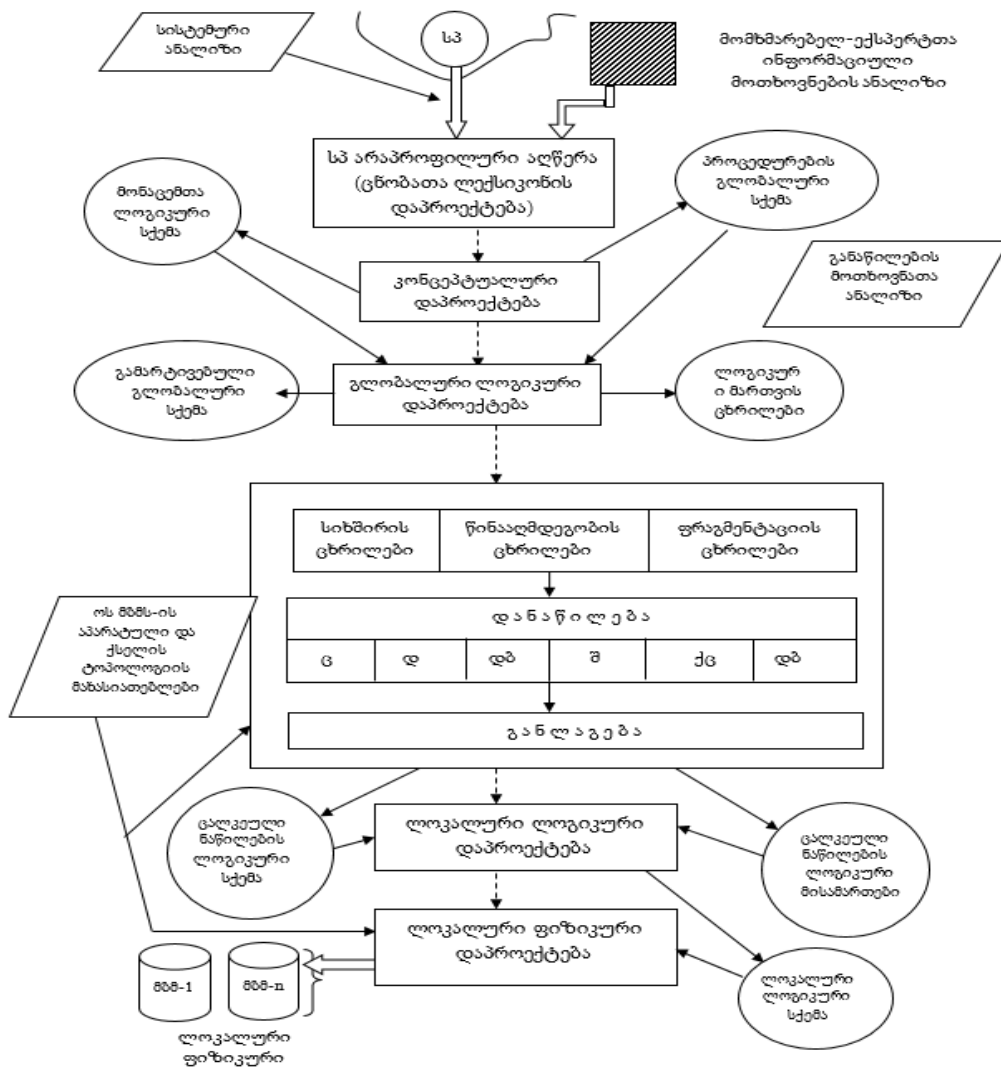 სისტემური
ანალიზი
სპ
მომხმარებელ-ექსპერტთა
ინფორმაციული
მოთხოვნების ანალიზი
სპ არაპროფილური აღწერა
(ცნობათა ლექსიკონის
დაპროექტება)
პროცედურების
გლობალური
სქემა
მონაცემთა
ლოგიკური
სქემა
განაწილების
მოთხოვნათა
ანალიზი
კონცეპტუალური
დაპროექტება
გამარტივებული
გლობალური
სქემა
გლობალური ლოგიკური
დაპროექტება
ლოგიკურ
ი მართვის
ცხრილები
სიხშირის
ცხრილები
წინააღმდეგობის
ცხრილები
ფრაგმენტაციის
ცხრილები
ოს მბმს-ის
აპარატული და
ქსელის
ტოპოლოგიის
მახასიათებლები
დანაწილება
ც დ დბ შ ქც დბ
განლაგება
ცალკეული
ნაწილების
ლოგიკური
სქემა
ლოკალური ლოგიკური
დაპროექტება
ცალკეული
ნაწილების
ლოგიკური
მისამართები
ლოკალური ფიზიკური
დაპროექტება
მბმ-1 მბმ-n
ლოკალური
ლოგიკური
სქემა
ლოკალური
ფიზიკური